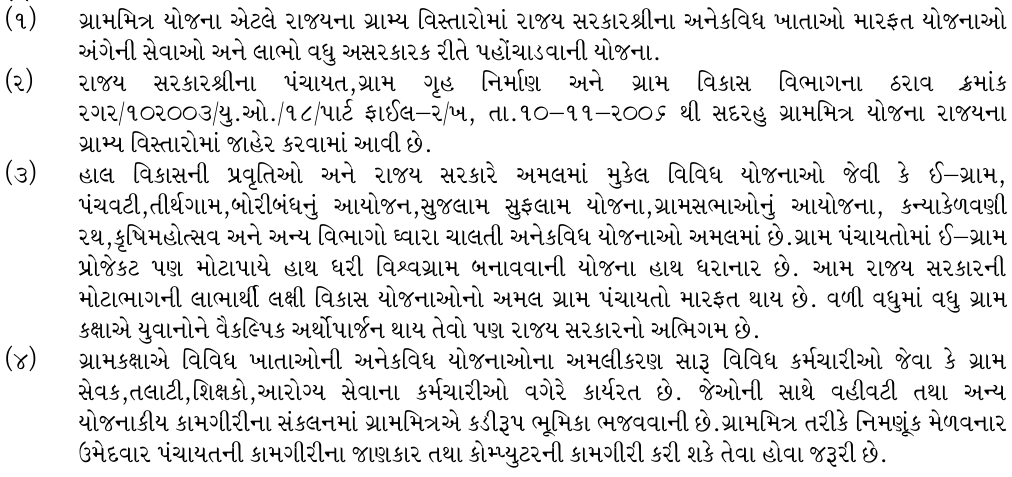 (૧) ગ્રામમિત્ર યોજના એટલે રાજયના ગ્રામ્ય વિસ્તારોમાં રાજય સરકારશ્રીના અનેકવિધ ખાતાઓ મારફત યોજનાઓ
અંગેની સેવાઓ અને લાભો વધુ અસરકારક રીતે પહોંચાડવાની યોજના.
(૨) રાજય સરકારશ્રીના પંચાયત,ગ્રામ ગૃહ નિર્માણ અને ગ્રામ વિકાસ વિભાગના ઠરાવ ક્રમાંક
રગર/૧૦૨૦૦૩/યુ.ઓ./૧૮/પાર્ટ ફાઈલ–ર/ખ, તા.૧૦–૧૧–૨૦૦૬ થી સદરહુ ગ્રામમિત્ર યોજના રાજયના
ગ્રામ્ય વિસ્તારોમાં જાહેર કરવામાં આવી છે.
(૩) હાલ વિકાસની પ્રવૃતિઓ અને રાજય સરકારે અમલમાં મુકેલ વિવિધ યોજનાઓ જેવી કે ઈ–ગ્રામ,
પંચવટી,તીર્થગામ,બોરીબંધનું આયોજન,સુજલામ સુફલામ યોજના,ગ્રામસભાઓનું આયોજના, કન્યાકેળવણી
રથ,કૃષિમહોત્સવ અને અન્ય વિભાગો ઘ્વારા ચાલતી અનેકવિધ યોજનાઓ અમલમાં છે.ગ્રામ પંચાયતોમાં ઈ–ગ્રામ
પ્રોજેકટ પણ મોટાપાયે હાથ ધરી વિશ્વગ્રામ બનાવવાની યોજના હાથ ધરાનાર છે. આમ રાજય સરકારની
મોટાભાગની લાભાર્થી લક્ષી વિકાસ યોજનાઓનો અમલ ગ્રામ પંચાયતો મારફત થાય છે. વળી વધુમાં વધુ ગ્રામ
કક્ષાએ યુવાનોને વૈકલ્પિક અર્થોપાર્જન થાય તેવો પણ રાજય સરકારનો અભિગમ છે.
(૪) ગ્રામકક્ષાએ વિવિધ ખાતાઓની અનેકવિધ યોજનાઓના અમલીકરણ સારૂ વિવિધ કર્મચારીઓ જેવા કે ગ્રામ
સેવક,તલાટી,શિક્ષકો,આરોગ્ય સેવાના કર્મચારીઓ વગેરે કાર્યરત છે. જેઓની સાથે વહીવટી તથા અન્ય
યોજનાકીય કામગીરીના સંકલનમાં ગ્રામમિત્રએ કડીરૂપ ભૂમિકા ભજવવાની છે.ગ્રામમિત્ર તરીકે નિમણૂંક મેળવનાર
ઉમેદવાર પંચાયતની કામગીરીના જાણકાર તથા કોમ્પ્યુટરની કામગીરી કરી શકે તેવા હોવા જરૂરી છે.